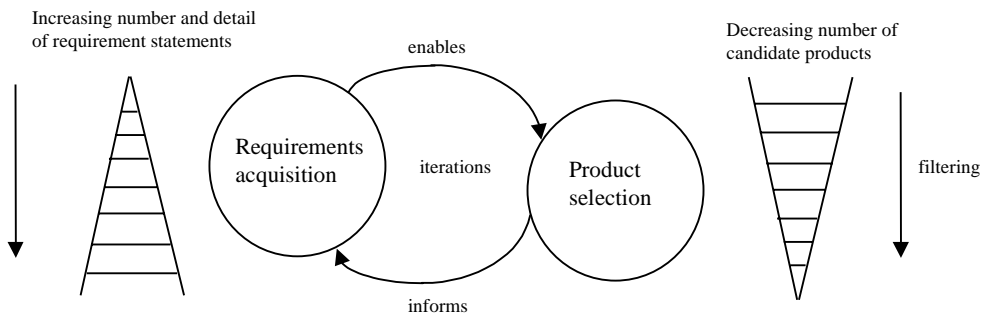 Increasing number and detail
of requirement statements
enables
Decreasing number of
candidate products
Requirements
acquisition
iterations
Product
selection
filtering
informs